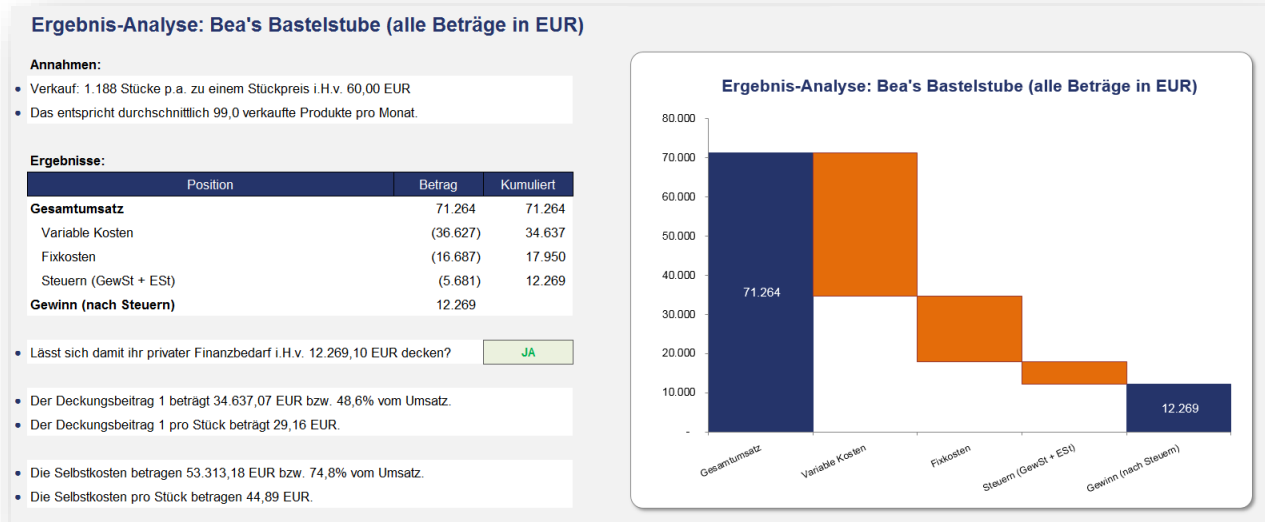 Ergebnis-Analyse: Bea's Bastelstube (alle Beträge in EUR)
Annahmen:
Verkauf: 1.188 Stücke p.a. zu einem Stückpreis i.H.v. 60,00 EUR
Das entspricht durchschnittlich 99,0 verkaufte Produkte pro Monat.
Ergebnisse:
Position Betrag Kumuliert
Gesamtumsatz 71.264 71.264
Variable Kosten (36.627) 34.637
Fixkosten (16.687) 17.950
Steuern (GewSt + ESt) (5.681) 12.269
Gewinn (nach Steuern) 12.269
Lässt sich damit ihr privater Finanzbedarf i.H.v. 12.269,10 EUR decken? JA
Der Deckungsbeitrag 1 beträgt 34.637,07 EUR bzw. 48,6% vom Umsatz.
Der Deckungsbeitrag 1 pro Stück beträgt 29,16 EUR.
Die Selbstkosten betragen 53.313,18 EUR bzw. 74,8% vom Umsatz.
Die Selbstkosten pro Stück betragen 44,89 EUR.
Ergebnis-Analyse: Bea's Bastelstube (alle Beträge in EUR)
80.000
70.000
60.000
50.000
40.000
30.000
20.000
10.000
-
71.264
12.269
Gesamtumsatz
Variable Kosten
Fixkosten
Steuern (GewSt + ESt)
Gewinn (nach Steuern)